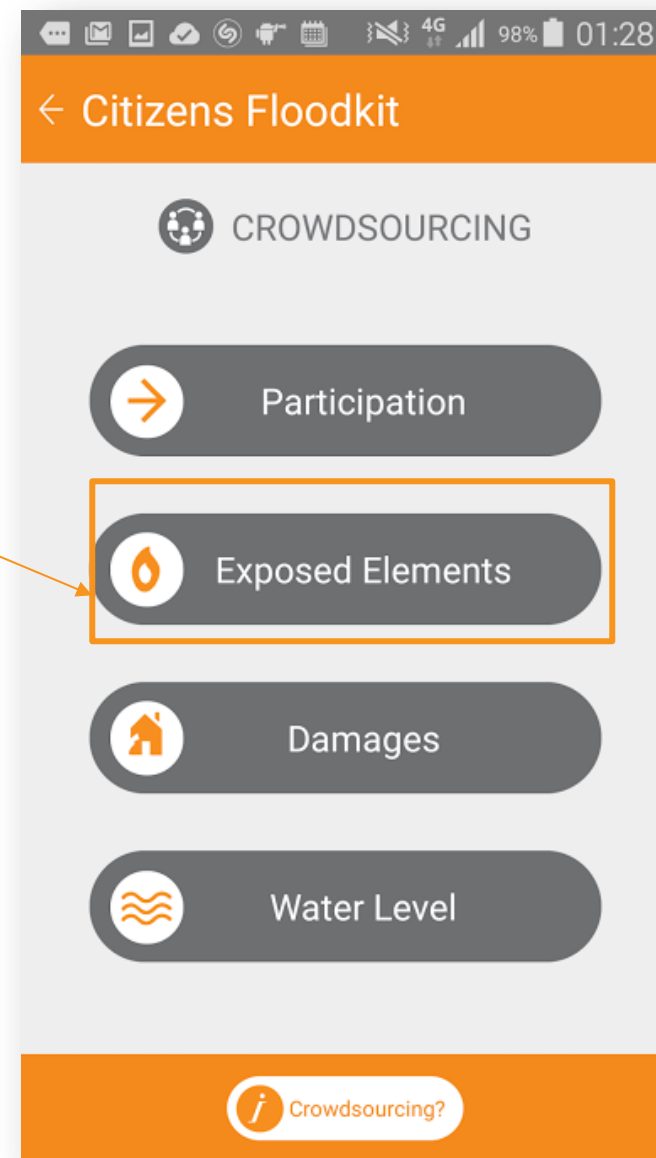 4G 98% 01:28
Citizens Floodkit
CROWDSOURCING
Participation
Exposed Elements
Damages
Water Level
i Crowdsourcing?